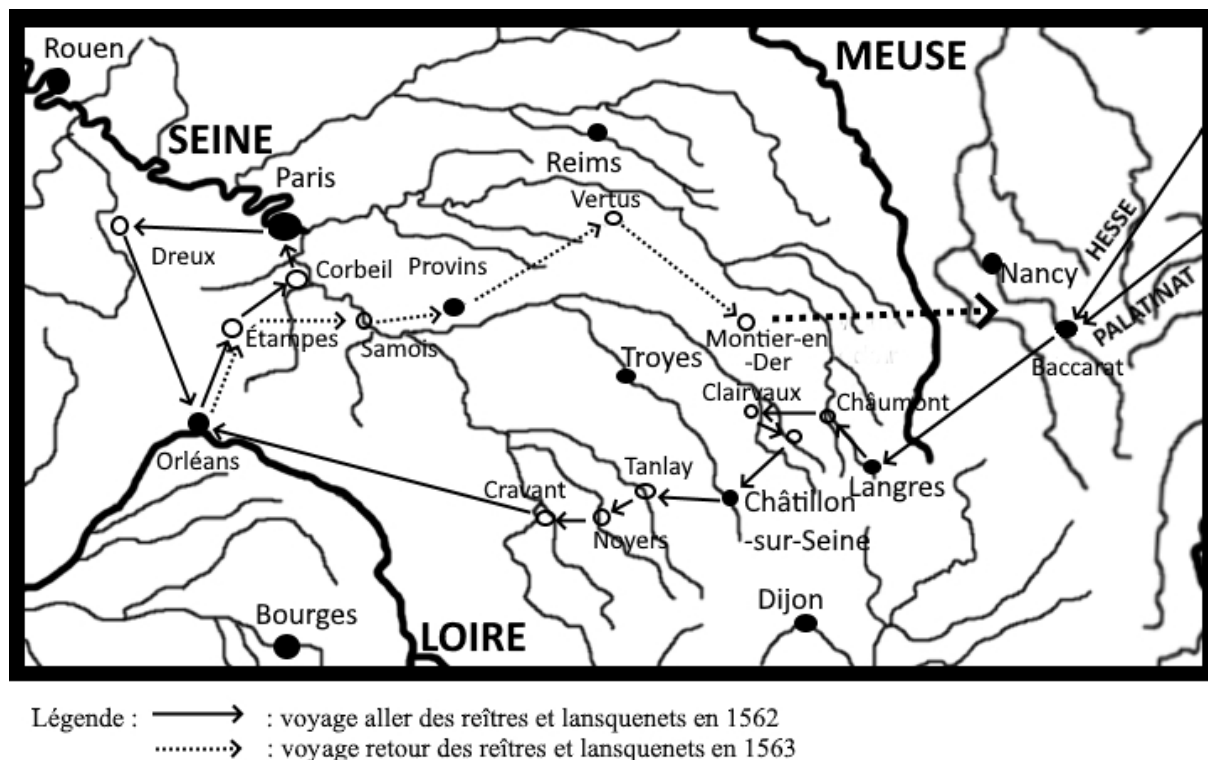 Rouen
MEUSE
SEINE
Reims
Paris
Vertus
HESSE
Dreux
Corbeil
Provins
Nancy
PALATINAT
Étampes
Samois
Montier-en
-Der
Troyes
Baccarat
Clairvaux
Châumont
Orléans
Tanlay
Langres
Cravant
Châtillon
-sur-Seine
Noyers
Dijon
Bourges
LOIRE
Légende : : voyage aller des reîtres et lansquenets en 1562
: voyage retour des reîtres et lansquenets en 1563